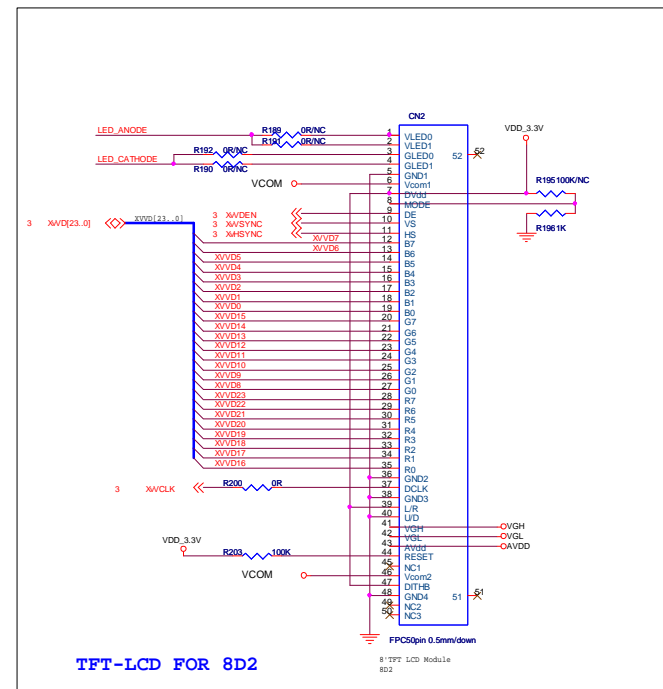 CN2
LED_ANODE
R189 0R/NC
1 VLED0
VDD_3.3V
R191 0R/NC
2 VLED1
R192 0R/NC
3 GLED0
52 52
LED_CATHODE
4 GLED1
R190 0R/NC
5 GND1
VCOM
6 Vcom1
7 DVdd
R195 100K/NC
8 MODE
3 XVVDEN
9 DE
R196 1K
3 XVVD[23..0]
XVVD[23..0]
3 XVVSYNC
10 VS
3 XVHSYNC
11 HS
XVVD7
12 B7
XVVD6
13 B6
XVVD5
14 B5
XVVD4
15 B4
XVVD3
16 B3
XVVD2
17 B2
XVVD1
18 B1
XVVD0
19 B0
XVVD15
20 G7
XVVD14
21 G6
XVVD13
22 G5
XVVD12
23 G4
XVVD11
24 G3
XVVD10
25 G2
XVVD9
26 G1
XVVD8
27 G0
XVVD23
28 R7
XVVD22
29 R6
XVVD21
30 R5
XVVD20
31 R4
XVVD19
32 R3
XVVD18
33 R2
XVVD17
34 R1
XVVD16
35 R0
36 GND2
3 XVVCLK
R200 0R
37 DCLK
38 GND3
39 L/R
40 U/D
41 VGH
VGH
42 VGL
VGL
VDD_3.3V
43 AVdd
AVDD
R203 100K
44 RESET
45 NC1
VCOM
46 Vcom2
47 DITHB
48 GND4
51 51
49 NC2
50 NC3
FPC50pin 0.5mm/down
TFT-LCD FOR 8D2
8'TFT LCD Module
8D2